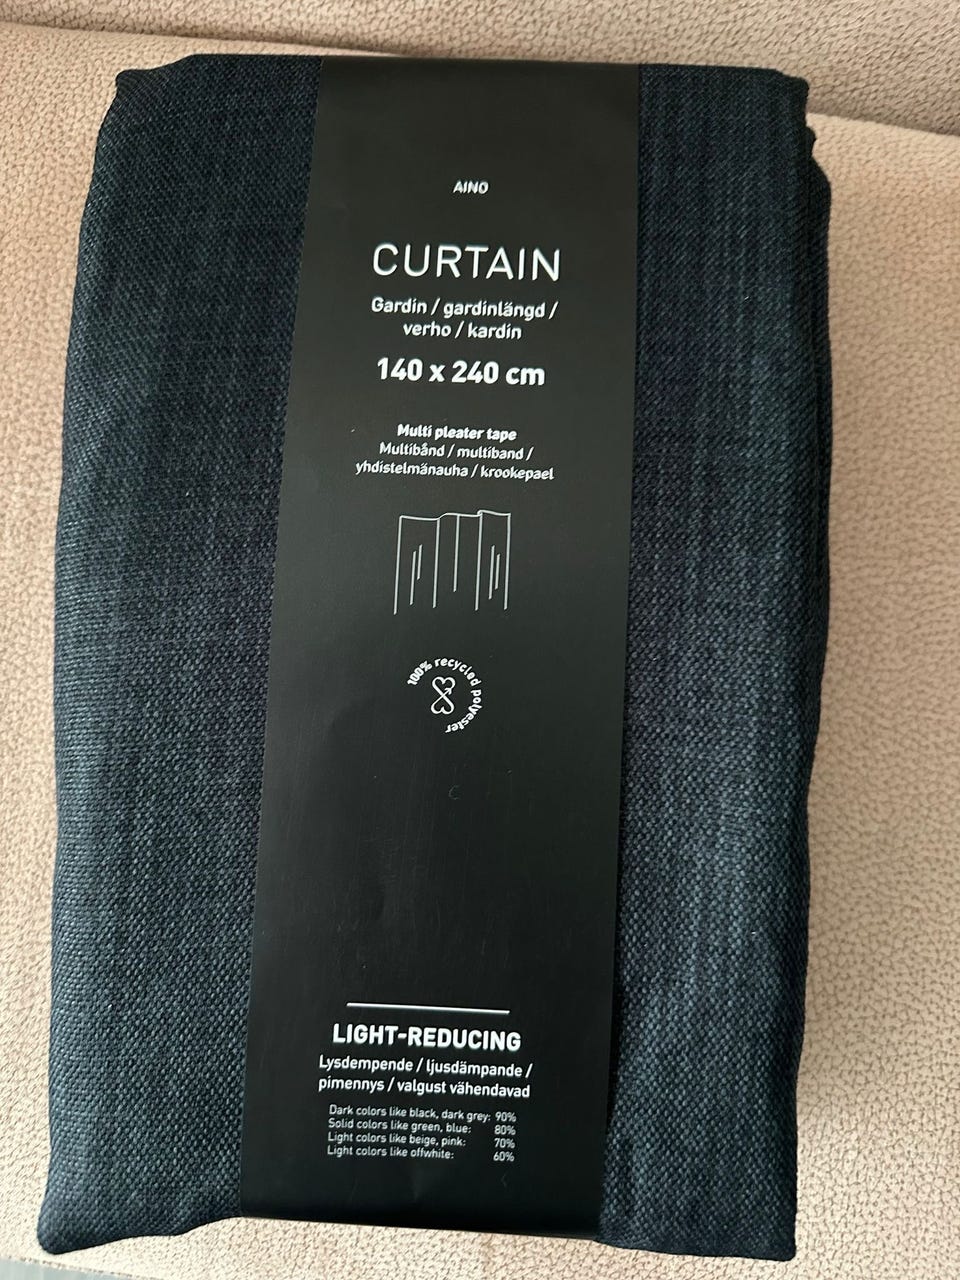 AINO
CURTAIN
Gardin / gardinlängd /
verho / kardin
140 x 240 cm
Multi pleater tape
Multibånd / multiband /
yhdistelmänauha / krookepael
100% recycled polyester
LIGHT-REDUCING
Lysdempende / ljusdämpande /
pimennys / valgust vähendavad
Dark colors like black, dark grey: 90%
Solid colors like green, blue: 80%
Light colors like beige, pink: 70%
Light colors like offwhite: 60%